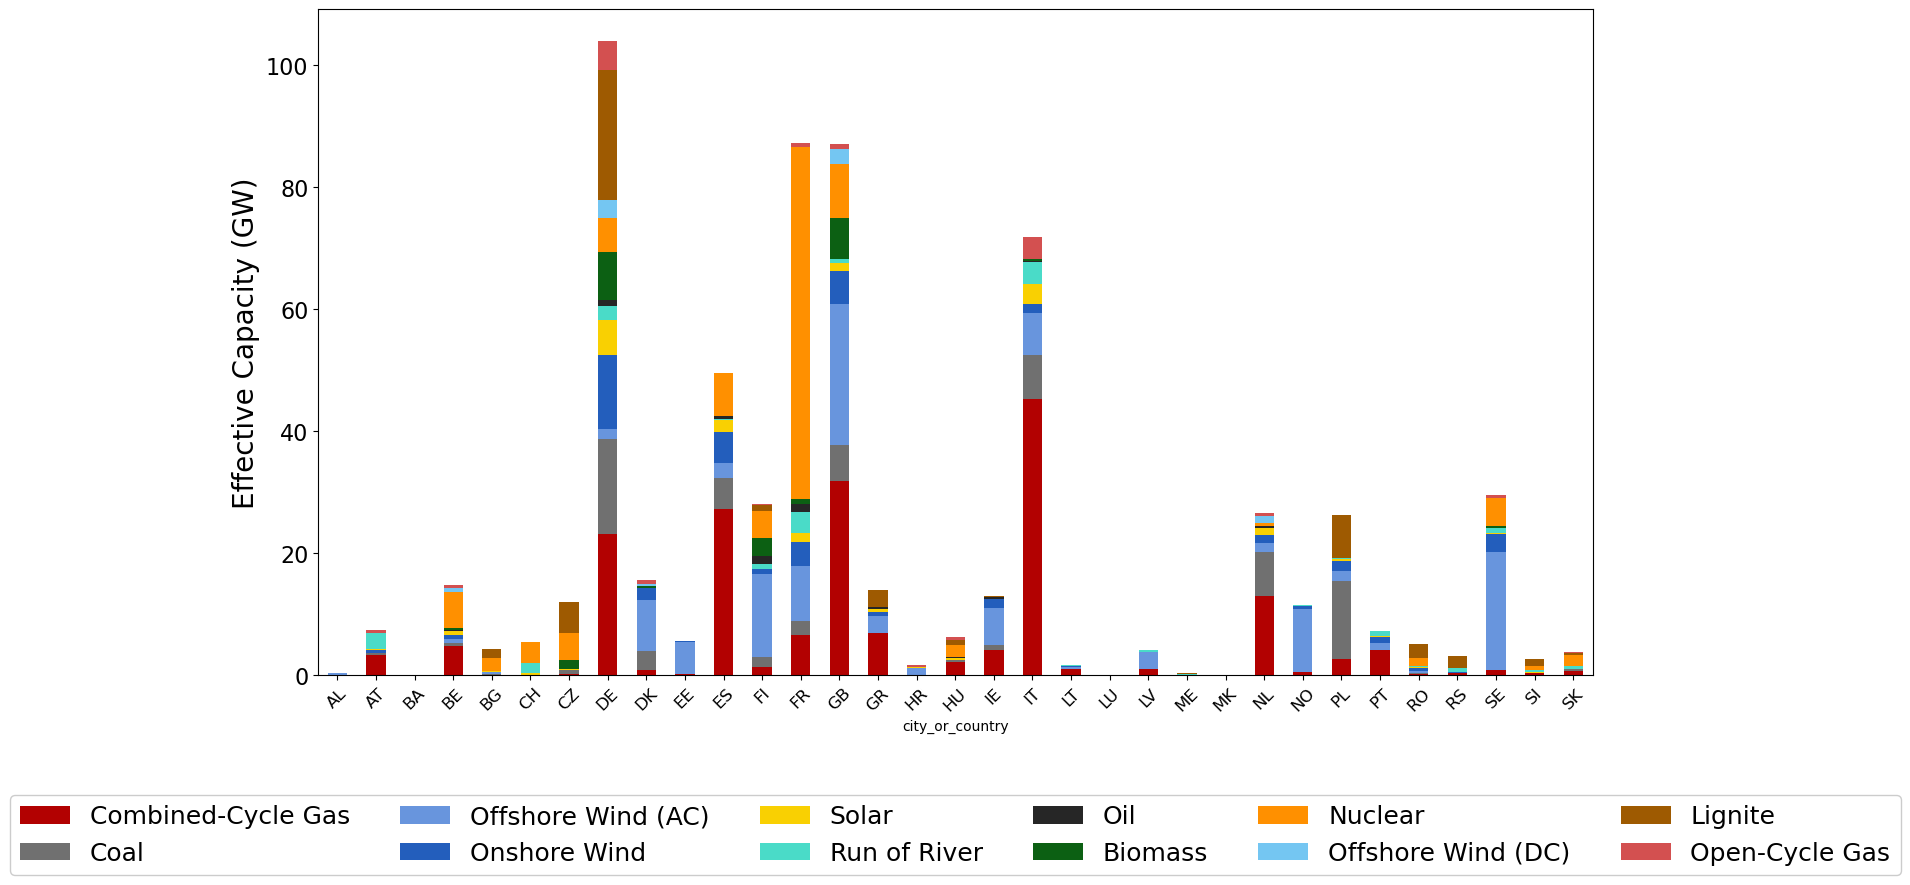 Effective Capacity (GW)
100
80
60
40
20
0
AL AT BA BE BG CH CZ DE DK EE ES FI FR GB GR HR HU IE IT LT LU LV ME MK NL NO PL PT RO RS SE SI SK
city_or_country
Combined-Cycle Gas Offshore Wind (AC) Solar Oil Nuclear Lignite
Coal Onshore Wind Run of River Biomass Offshore Wind (DC) Open-Cycle Gas